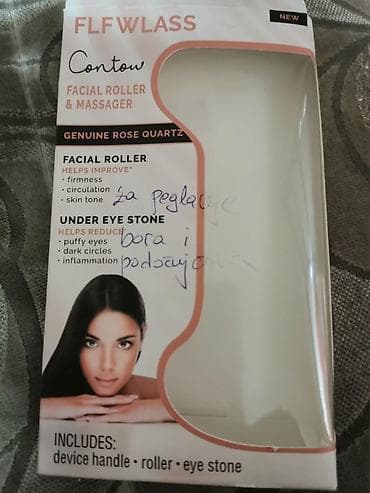 FLFWLASS
NEW
Contour
FACIAL ROLLER
& MASSAGER
GENUINE ROSE QUARTZ
FACIAL ROLLER
HELPS IMPROVE*
• firmness
• circulation
• skin tone
za peglanje
UNDER EYE STONE
HELPS REDUCE
bora i
• puffy eyes
• dark circles
• inflammation
podočnjaka
INCLUDES:
device handle • roller • eye stone